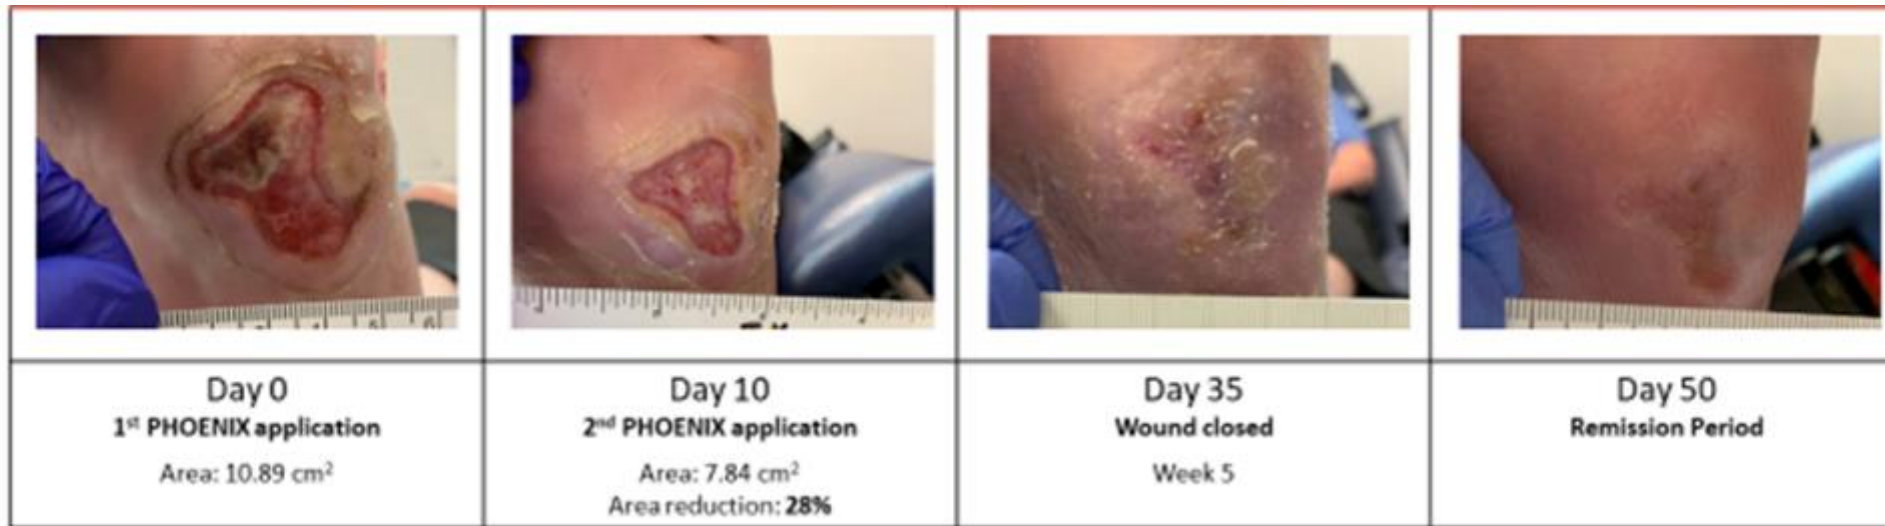 Day 0
1st PHOENIX application
Area: 10.89 cm²
Day 10
2nd PHOENIX application
Area: 7.84 cm²
Area reduction: 28%
Day 35
Wound closed
Week 5
Day 50
Remission Period